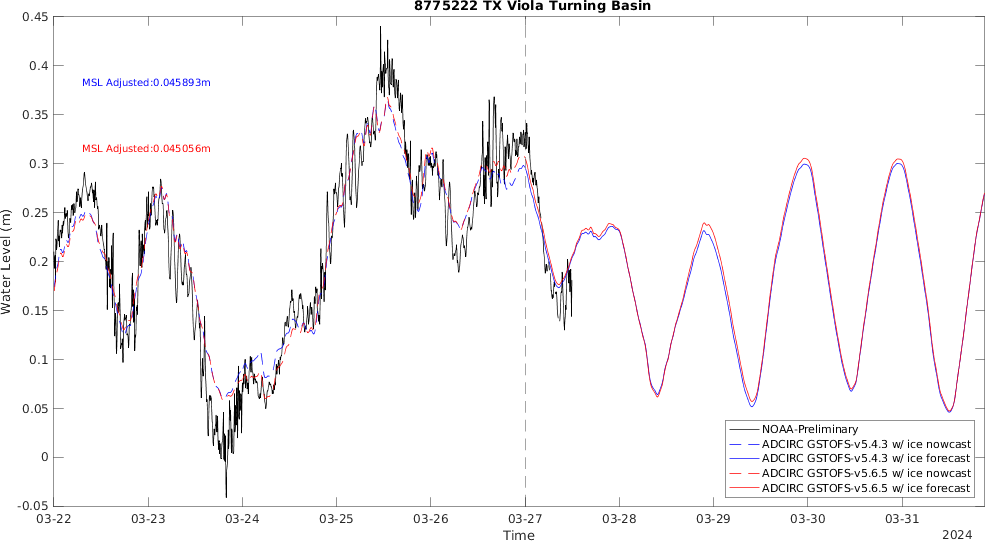 8775222 TX Viola Turning Basin
0.45
0.4
0.35
0.3
0.25
0.2
0.15
0.1
0.05
0
-0.05
Water Level (m)
MSL Adjusted:0.045893m
MSL Adjusted:0.045056m
NOAA-Preliminary
ADCIRC GSTOFS-v5.4.3 w/ ice nowcast
ADCIRC GSTOFS-v5.4.3 w/ ice forecast
ADCIRC GSTOFS-v5.6.5 w/ ice nowcast
ADCIRC GSTOFS-v5.6.5 w/ ice forecast
03-22 03-23 03-24 03-25 03-26 03-27 03-28 03-29 03-30 03-31
Time
2024